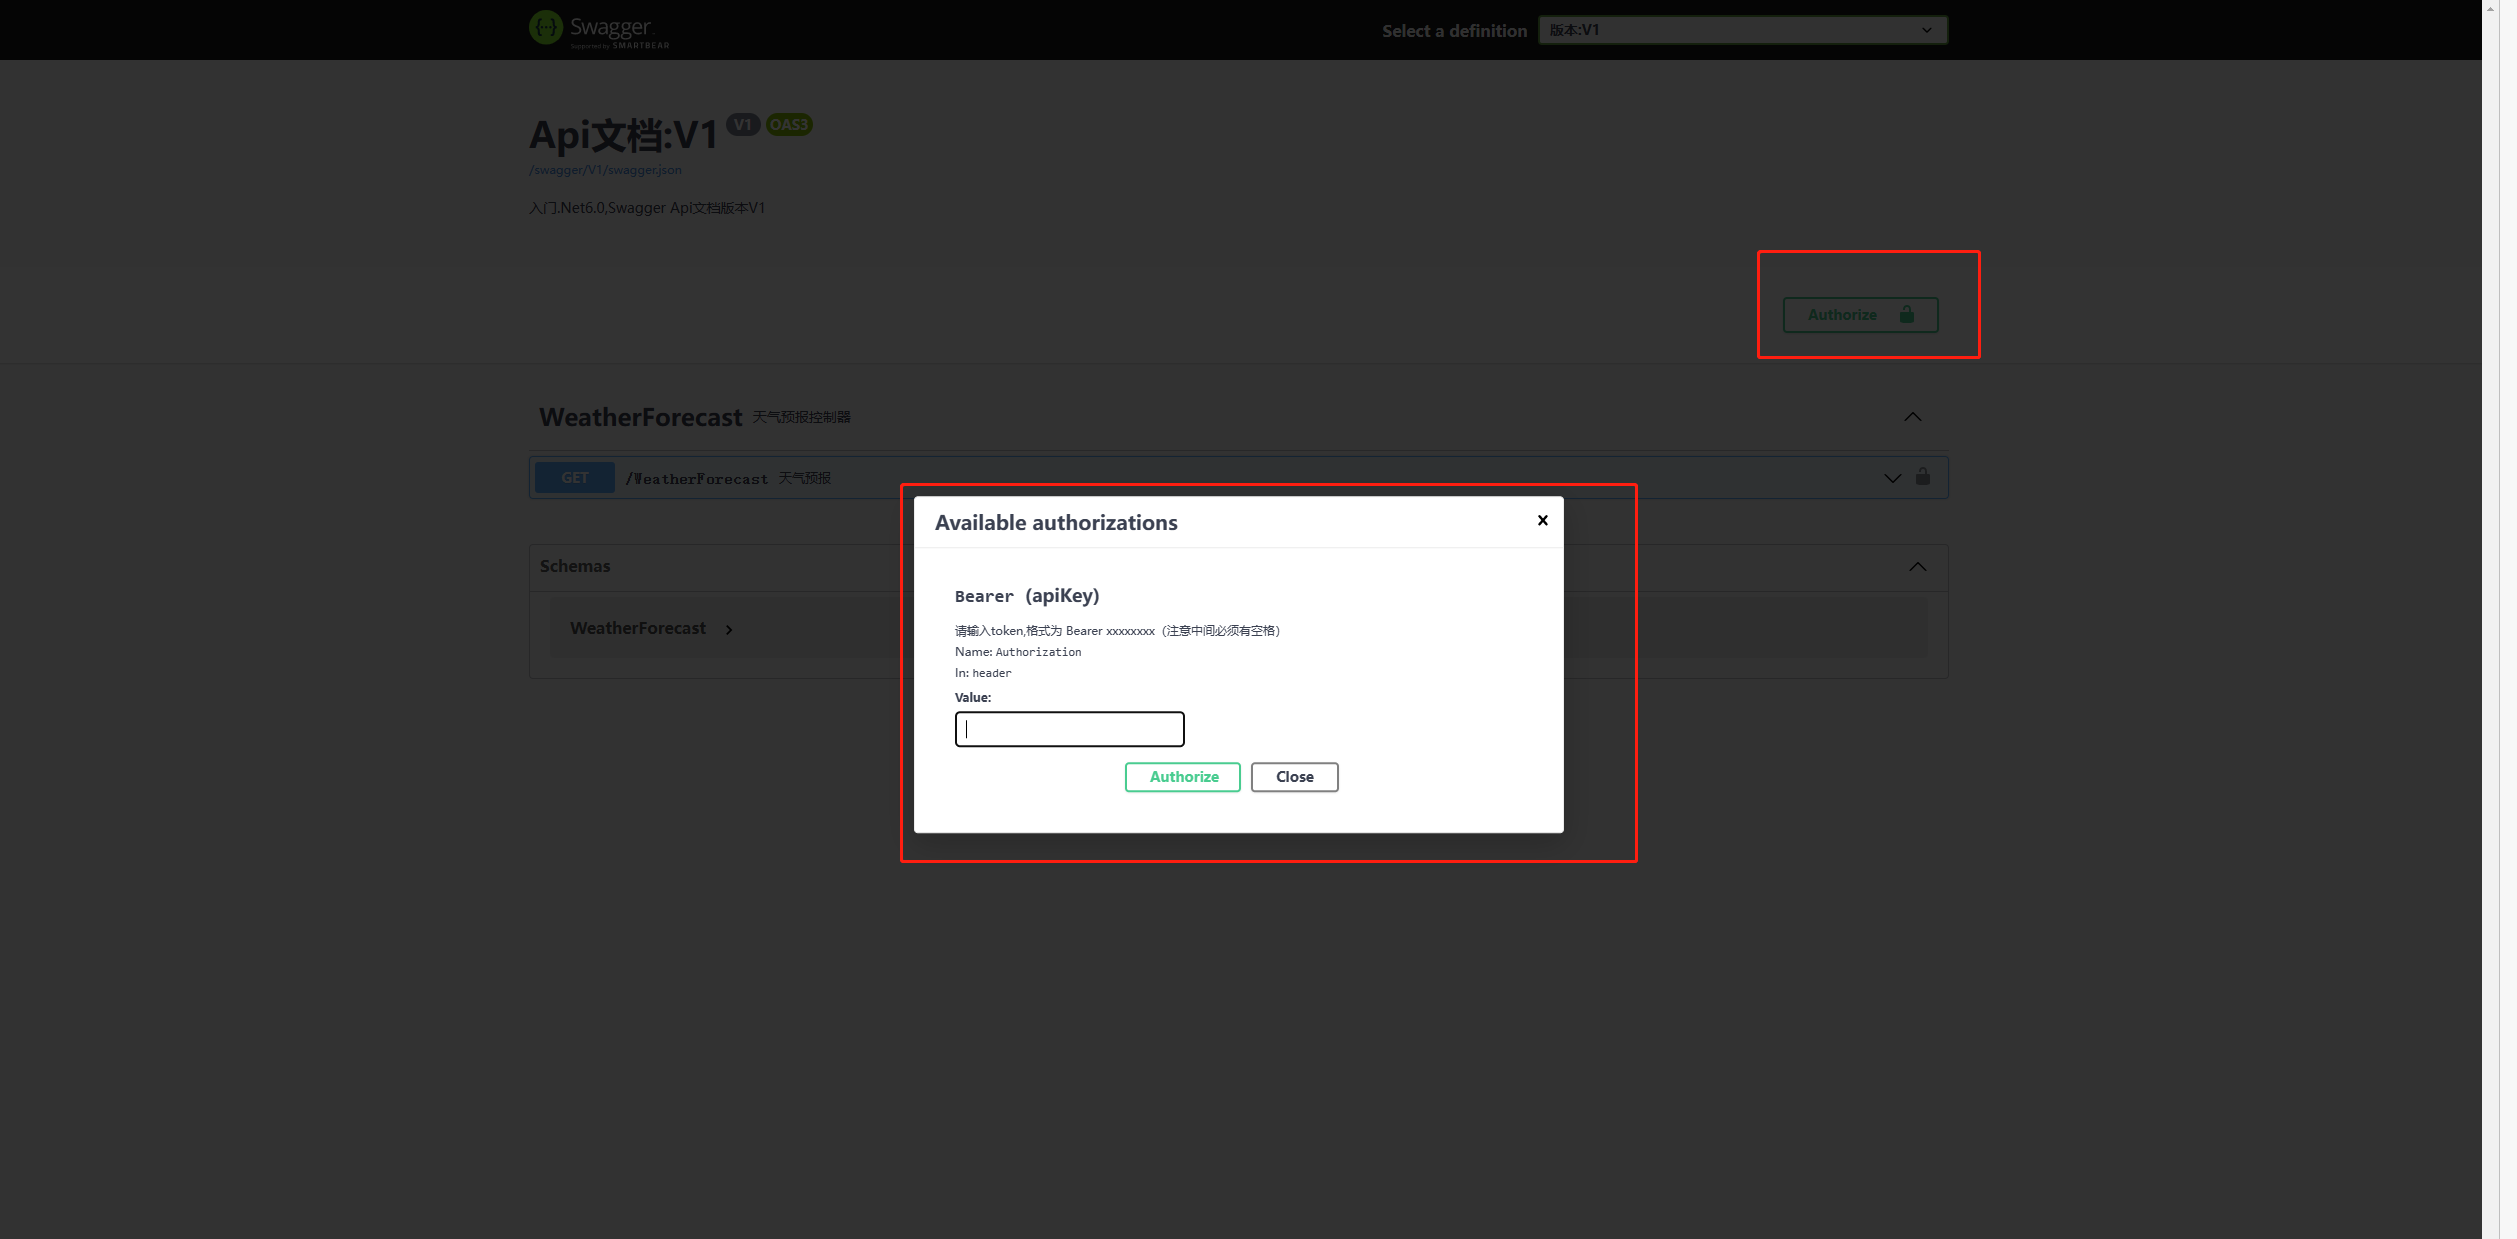 Swagger
Supported by SMARTBEAR
Select a definition
版本:V1
Api文档:V1 V1 OAS3
/swagger/V1/swagger.json
入门.Net6.0,Swagger Api文档版本V1
Authorize
WeatherForecast 天气预报控制器
GET /WeatherForecast 天气预报
Schemas
WeatherForecast
Available authorizations
Bearer (apiKey)
请输入token,格式为 Bearer xxxxxxxx（注意中间必须有空格）
Name: Authorization
In: header
Value:
Authorize Close